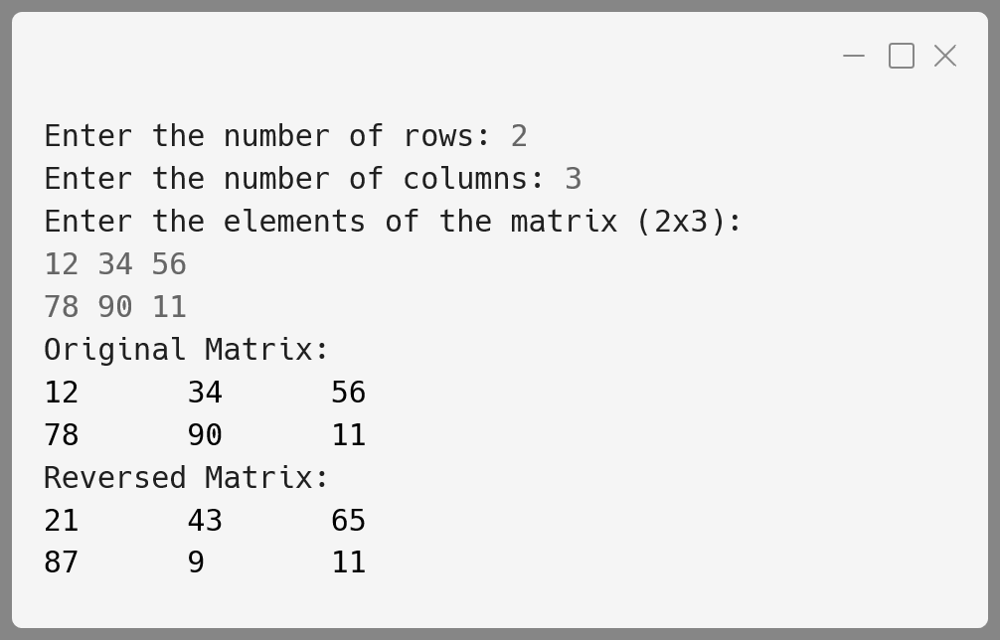 Enter the number of rows: 2
Enter the number of columns: 3
Enter the elements of the matrix (2x3):
12 34 56
78 90 11
Original Matrix:
12      34      56
78      90      11
Reversed Matrix:
21      43      65
87      9       11